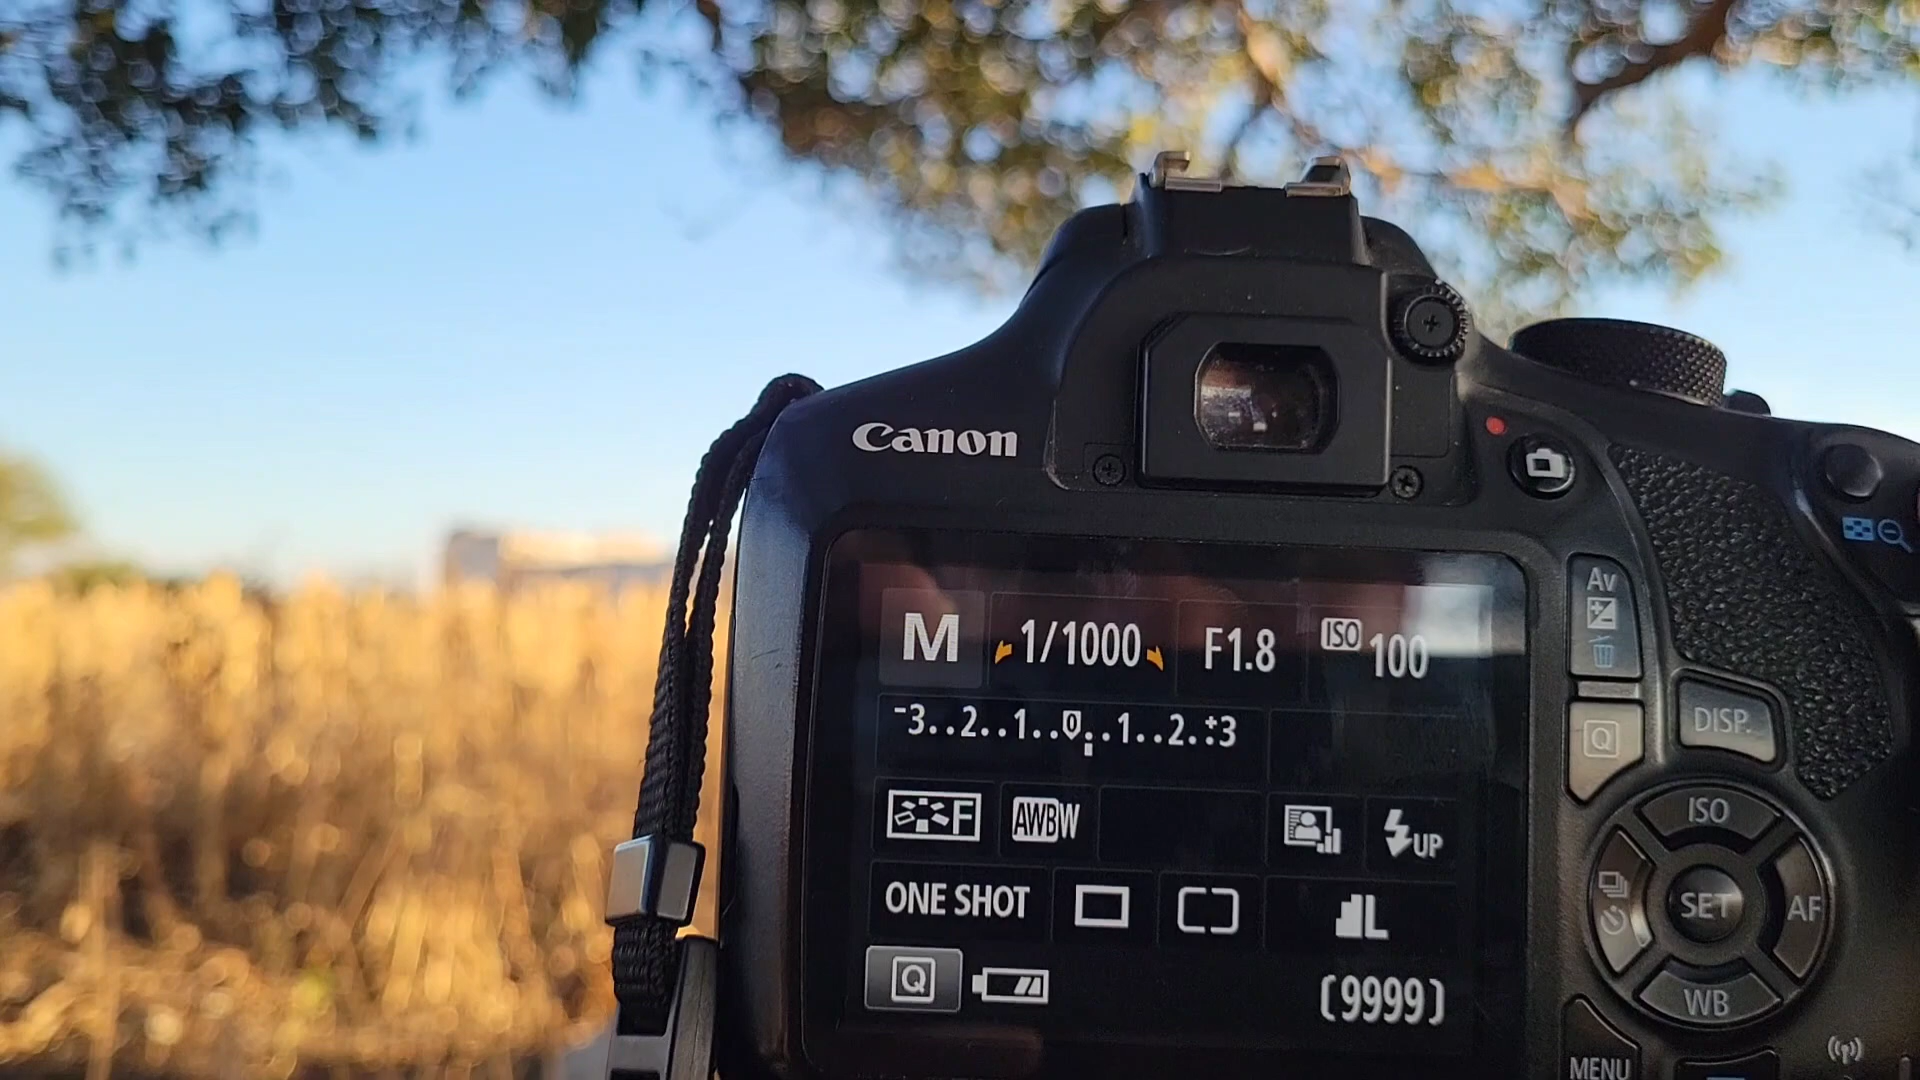 Canon
M 1/1000 F1.8 ISO 100
-3..2..1..0..1..2..+3
F AWBW UP
ONE SHOT L
Q (9999)
Av
Q
DISP.
ISO
SET
AF
WB
MENU